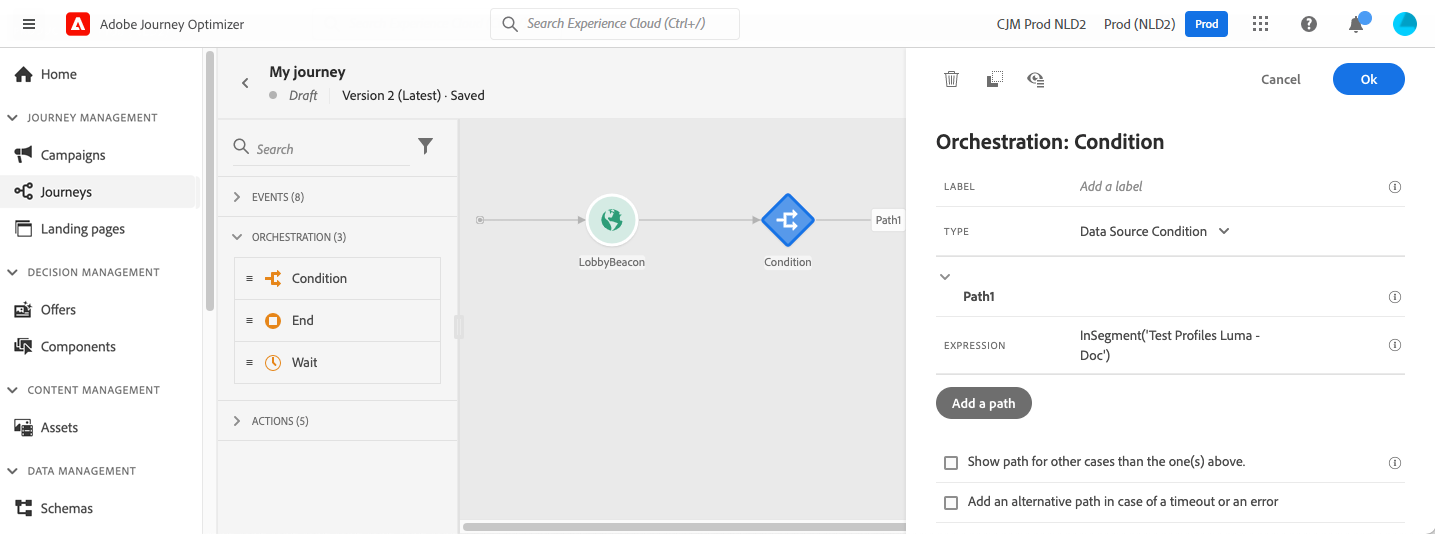 Adobe Journey Optimizer
Search Experience Cloud (Ctrl+/)
CJM Prod NLD2
Prod (NLD2)
Prod
Home
JOURNEY MANAGEMENT
Campaigns
Journeys
Landing pages
DECISION MANAGEMENT
Offers
Components
CONTENT MANAGEMENT
Assets
DATA MANAGEMENT
Schemas
My journey
Draft
Version 2 (Latest) · Saved
Search
EVENTS (8)
ORCHESTRATION (3)
Condition
End
Wait
ACTIONS (5)
LobbyBeacon
Condition
Path1
Cancel
Ok
Orchestration: Condition
LABEL
Add a label
TYPE
Data Source Condition
Path1
EXPRESSION
InSegment('Test Profiles Luma -
Doc')
Add a path
Show path for other cases than the one(s) above.
Add an alternative path in case of a timeout or an error